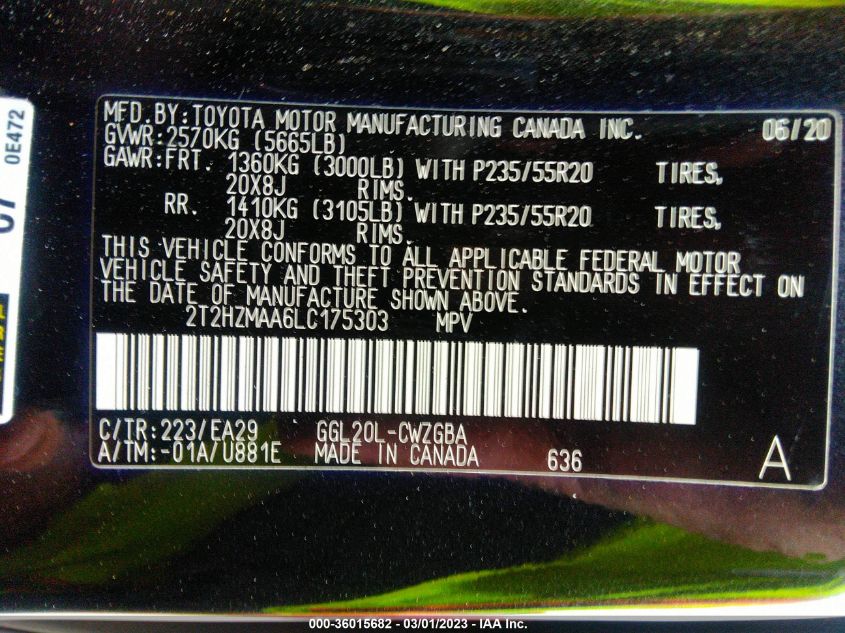 MFD.BY:TOYOTA MOTOR MANUFACTURING CANADA INC. 05/20
GVWR:2570KG (5665LB)
GAWR:FRT. 1360KG (3000LB) WITH P235/55R20 TIRES,
20X8J RIMS.
RR. 1410KG (3105LB) WITH P235/55R20 TIRES,
20X8J RIMS.
THIS VEHICLE CONFORMS TO ALL APPLICABLE FEDERAL MOTOR
VEHICLE SAFETY AND THEFT PREVENTION STANDARDS IN EFFECT ON
THE DATE OF MANUFACTURE SHOWN ABOVE.
2T2HZMAA6LC175303 MPV
C/TR:223/EA29 GGL20L-CWZGBA
A/TM:-01A/U881E MADE IN CANADA 636 A
0E472
000-36015682 - 03/01/2023 - IAA Inc.